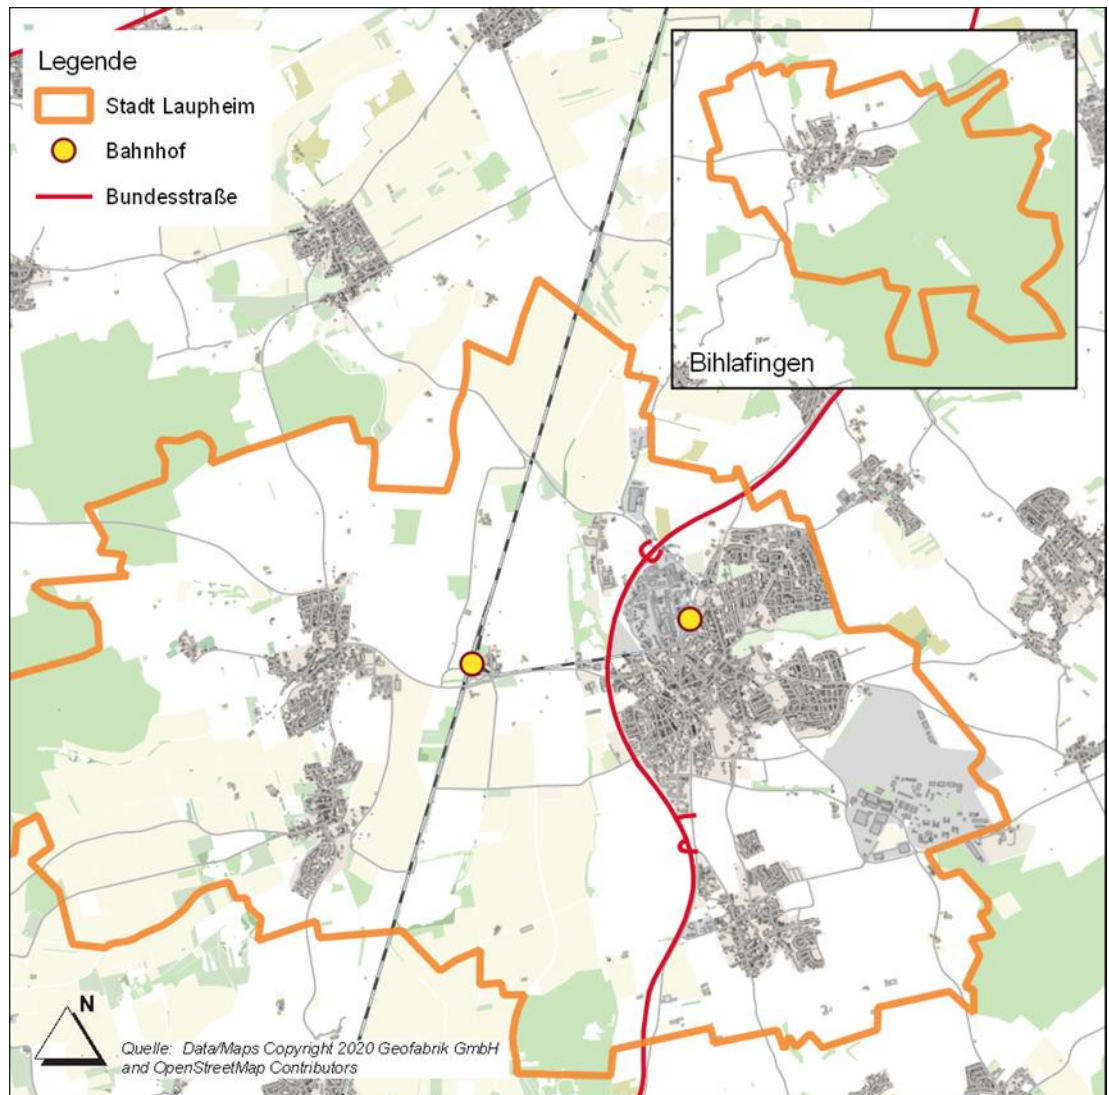 Legende
Stadt Laupheim
Bahnhof
Bundesstraße
Bihlafingen
N
Quelle: Data/Maps Copyright 2020 Geofabrik GmbH
and OpenStreetMap Contributors